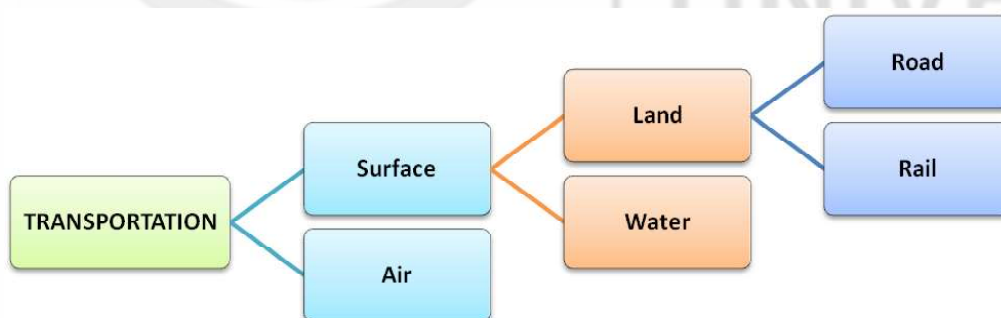 TRANSPORTATION
Surface
Air
Land
Water
Road
Rail